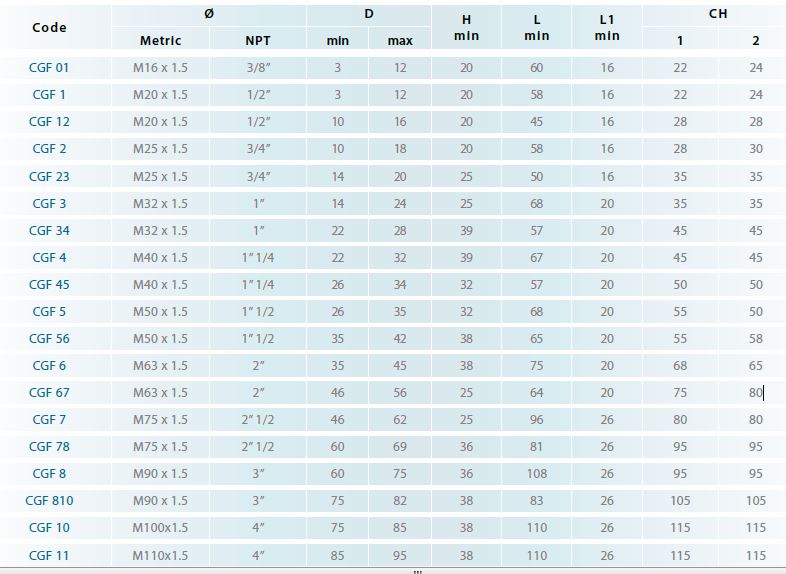 Code Ø D H min L min L1 min CH
Metric NPT min max 1 2
CGF 01 M16 x 1.5 3/8” 3 12 20 60 16 22 24
CGF 1 M20 x 1.5 1/2” 3 12 20 58 16 22 24
CGF 12 M20 x 1.5 1/2” 10 16 20 45 16 28 28
CGF 2 M25 x 1.5 3/4” 10 18 20 58 16 28 30
CGF 23 M25 x 1.5 3/4” 14 20 25 50 16 35 35
CGF 3 M32 x 1.5 1” 14 24 25 68 20 35 35
CGF 34 M32 x 1.5 1” 22 28 39 57 20 45 45
CGF 4 M40 x 1.5 1” 1/4 22 32 39 67 20 45 45
CGF 45 M40 x 1.5 1” 1/4 26 34 32 57 20 50 50
CGF 5 M50 x 1.5 1” 1/2 26 35 32 68 20 55 50
CGF 56 M50 x 1.5 1” 1/2 35 42 38 65 20 55 58
CGF 6 M63 x 1.5 2” 35 45 38 75 20 68 65
CGF 67 M63 x 1.5 2” 46 56 25 64 20 75 80
CGF 7 M75 x 1.5 2” 1/2 46 62 25 96 26 80 80
CGF 78 M75 x 1.5 2” 1/2 60 69 36 81 26 95 95
CGF 8 M90 x 1.5 3” 60 75 36 108 26 95 95
CGF 810 M90 x 1.5 3” 75 82 38 83 26 105 105
CGF 10 M100x1.5 4” 75 85 38 110 26 115 115
CGF 11 M110x1.5 4” 85 95 38 110 26 115 115